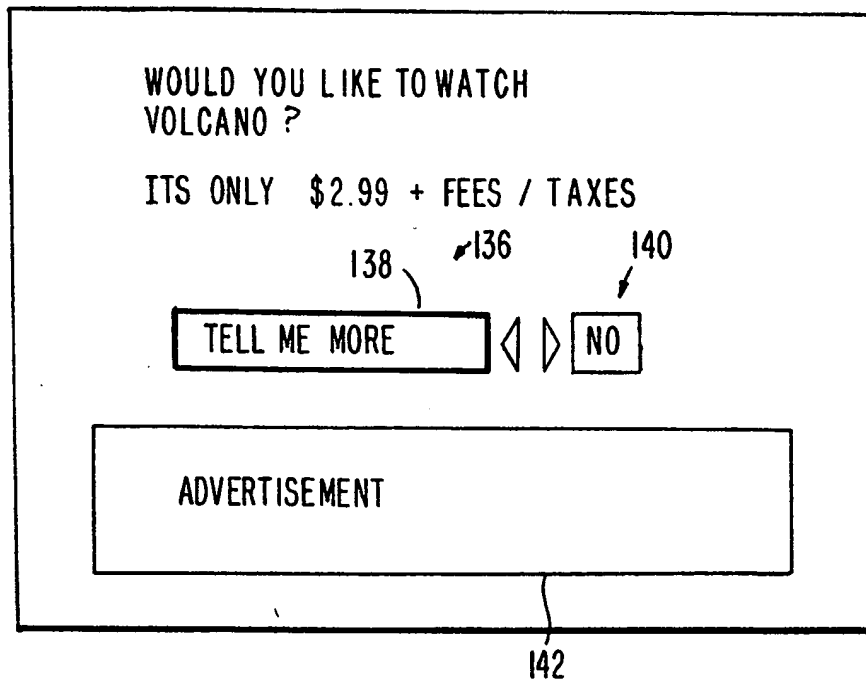 WOULD YOU LIKE TO WATCH
VOLCANO ?
ITS ONLY $2.99 + FEES / TAXES
138 136 140
TELL ME MORE NO
ADVERTISEMENT
142